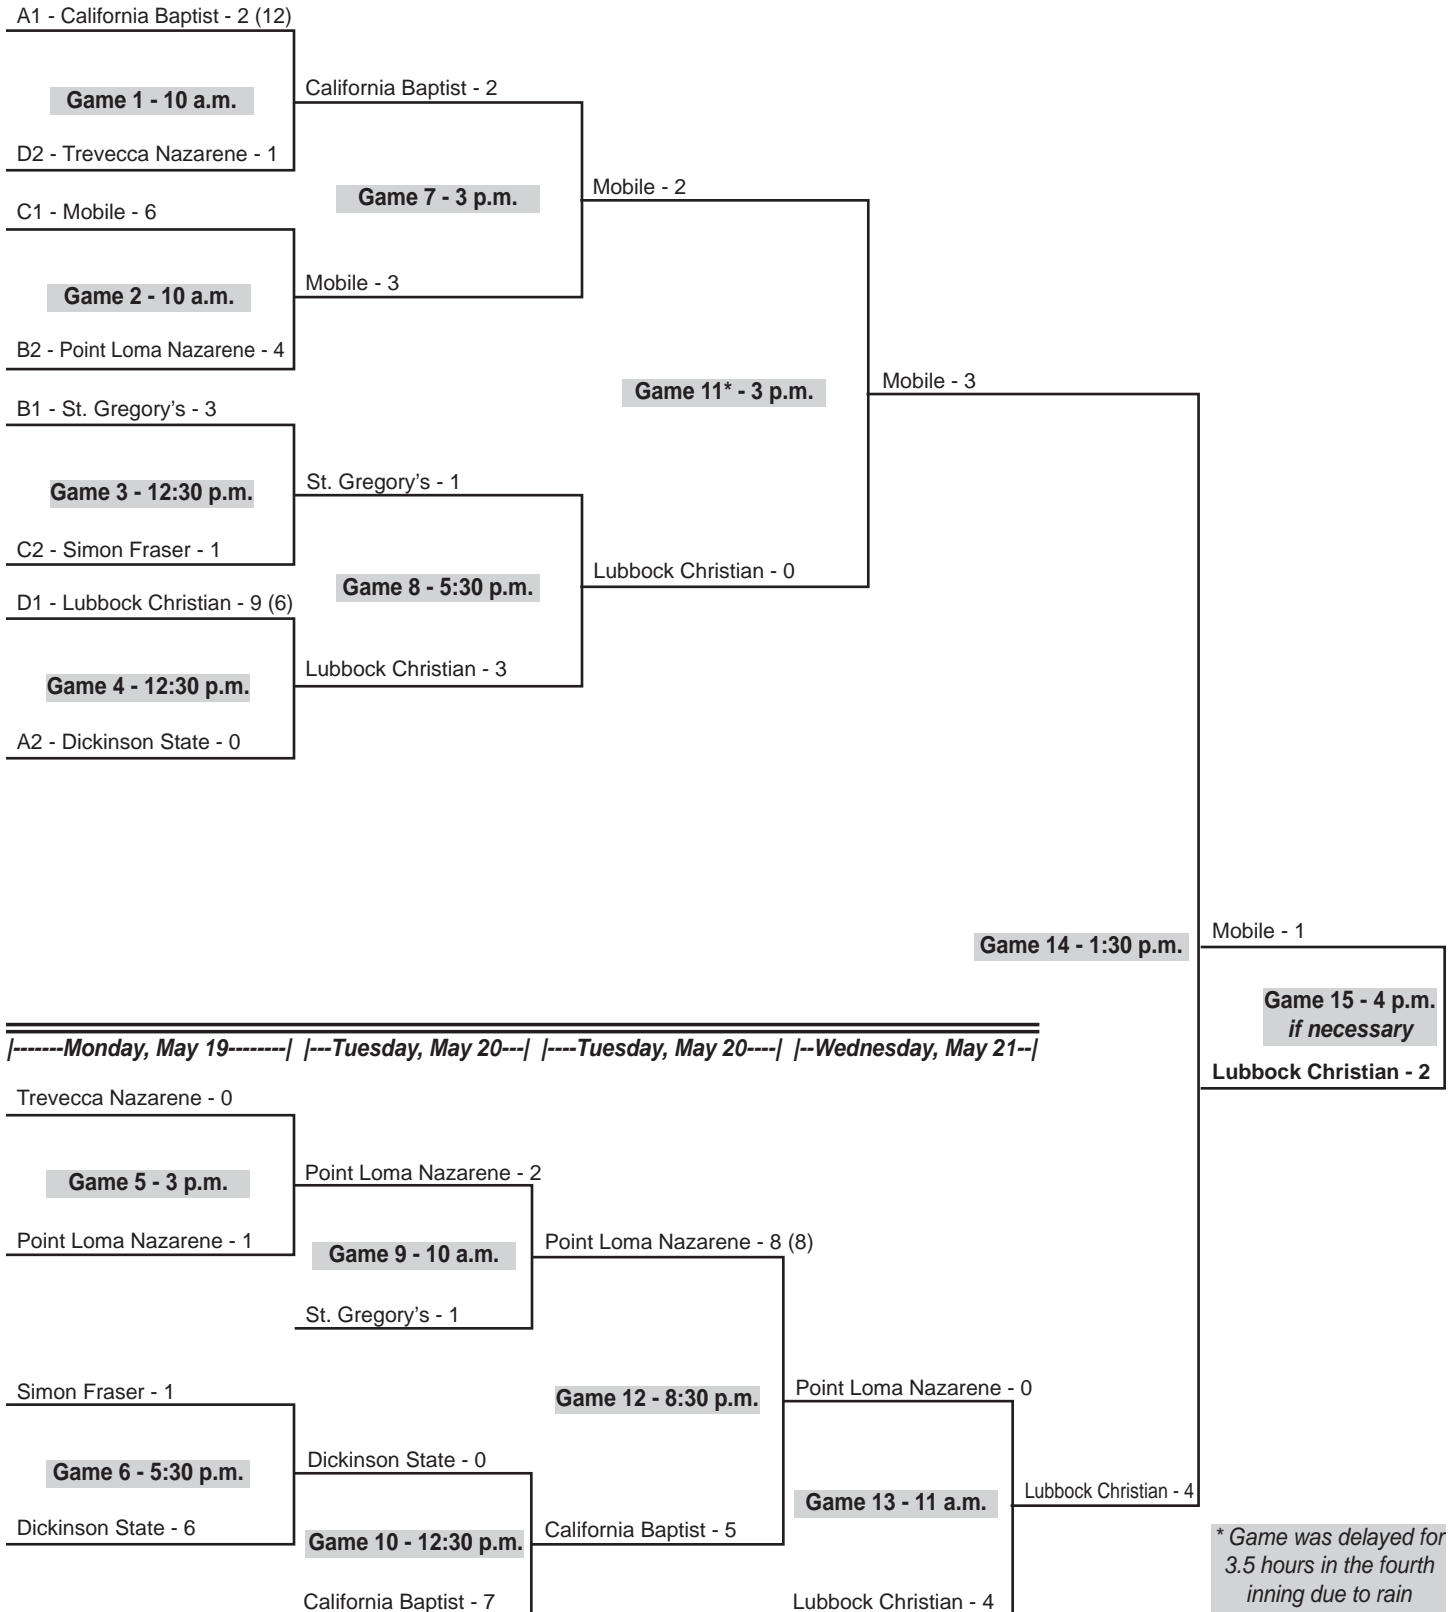 A1 - California Baptist - 2 (12)
Game 1 - 10 a.m.
D2 - Trevecca Nazarene - 1
California Baptist - 2
C1 - Mobile - 6
Game 2 - 10 a.m.
B2 - Point Loma Nazarene - 4
Game 7 - 3 p.m.
Mobile - 3
Mobile - 2
B1 - St. Gregory's - 3
Game 3 - 12:30 p.m.
C2 - Simon Fraser - 1
St. Gregory's - 1
D1 - Lubbock Christian - 9 (6)
Game 4 - 12:30 p.m.
A2 - Dickinson State - 0
Game 8 - 5:30 p.m.
Lubbock Christian - 3
Lubbock Christian - 0
Game 11* - 3 p.m.
Mobile - 3
Game 14 - 1:30 p.m.
Mobile - 1
Game 15 - 4 p.m.
if necessary
Lubbock Christian - 2
|-------Monday, May 19--------| |---Tuesday, May 20---| |----Tuesday, May 20----| |--Wednesday, May 21--|
Trevecca Nazarene - 0
Game 5 - 3 p.m.
Point Loma Nazarene - 1
Point Loma Nazarene - 2
Game 9 - 10 a.m.
St. Gregory's - 1
Point Loma Nazarene - 8 (8)
Simon Fraser - 1
Game 6 - 5:30 p.m.
Dickinson State - 6
Dickinson State - 0
Game 10 - 12:30 p.m.
California Baptist - 7
Game 12 - 8:30 p.m.
California Baptist - 5
Point Loma Nazarene - 0
Game 13 - 11 a.m.
Lubbock Christian - 4
Lubbock Christian - 4
* Game was delayed for
3.5 hours in the fourth
inning due to rain